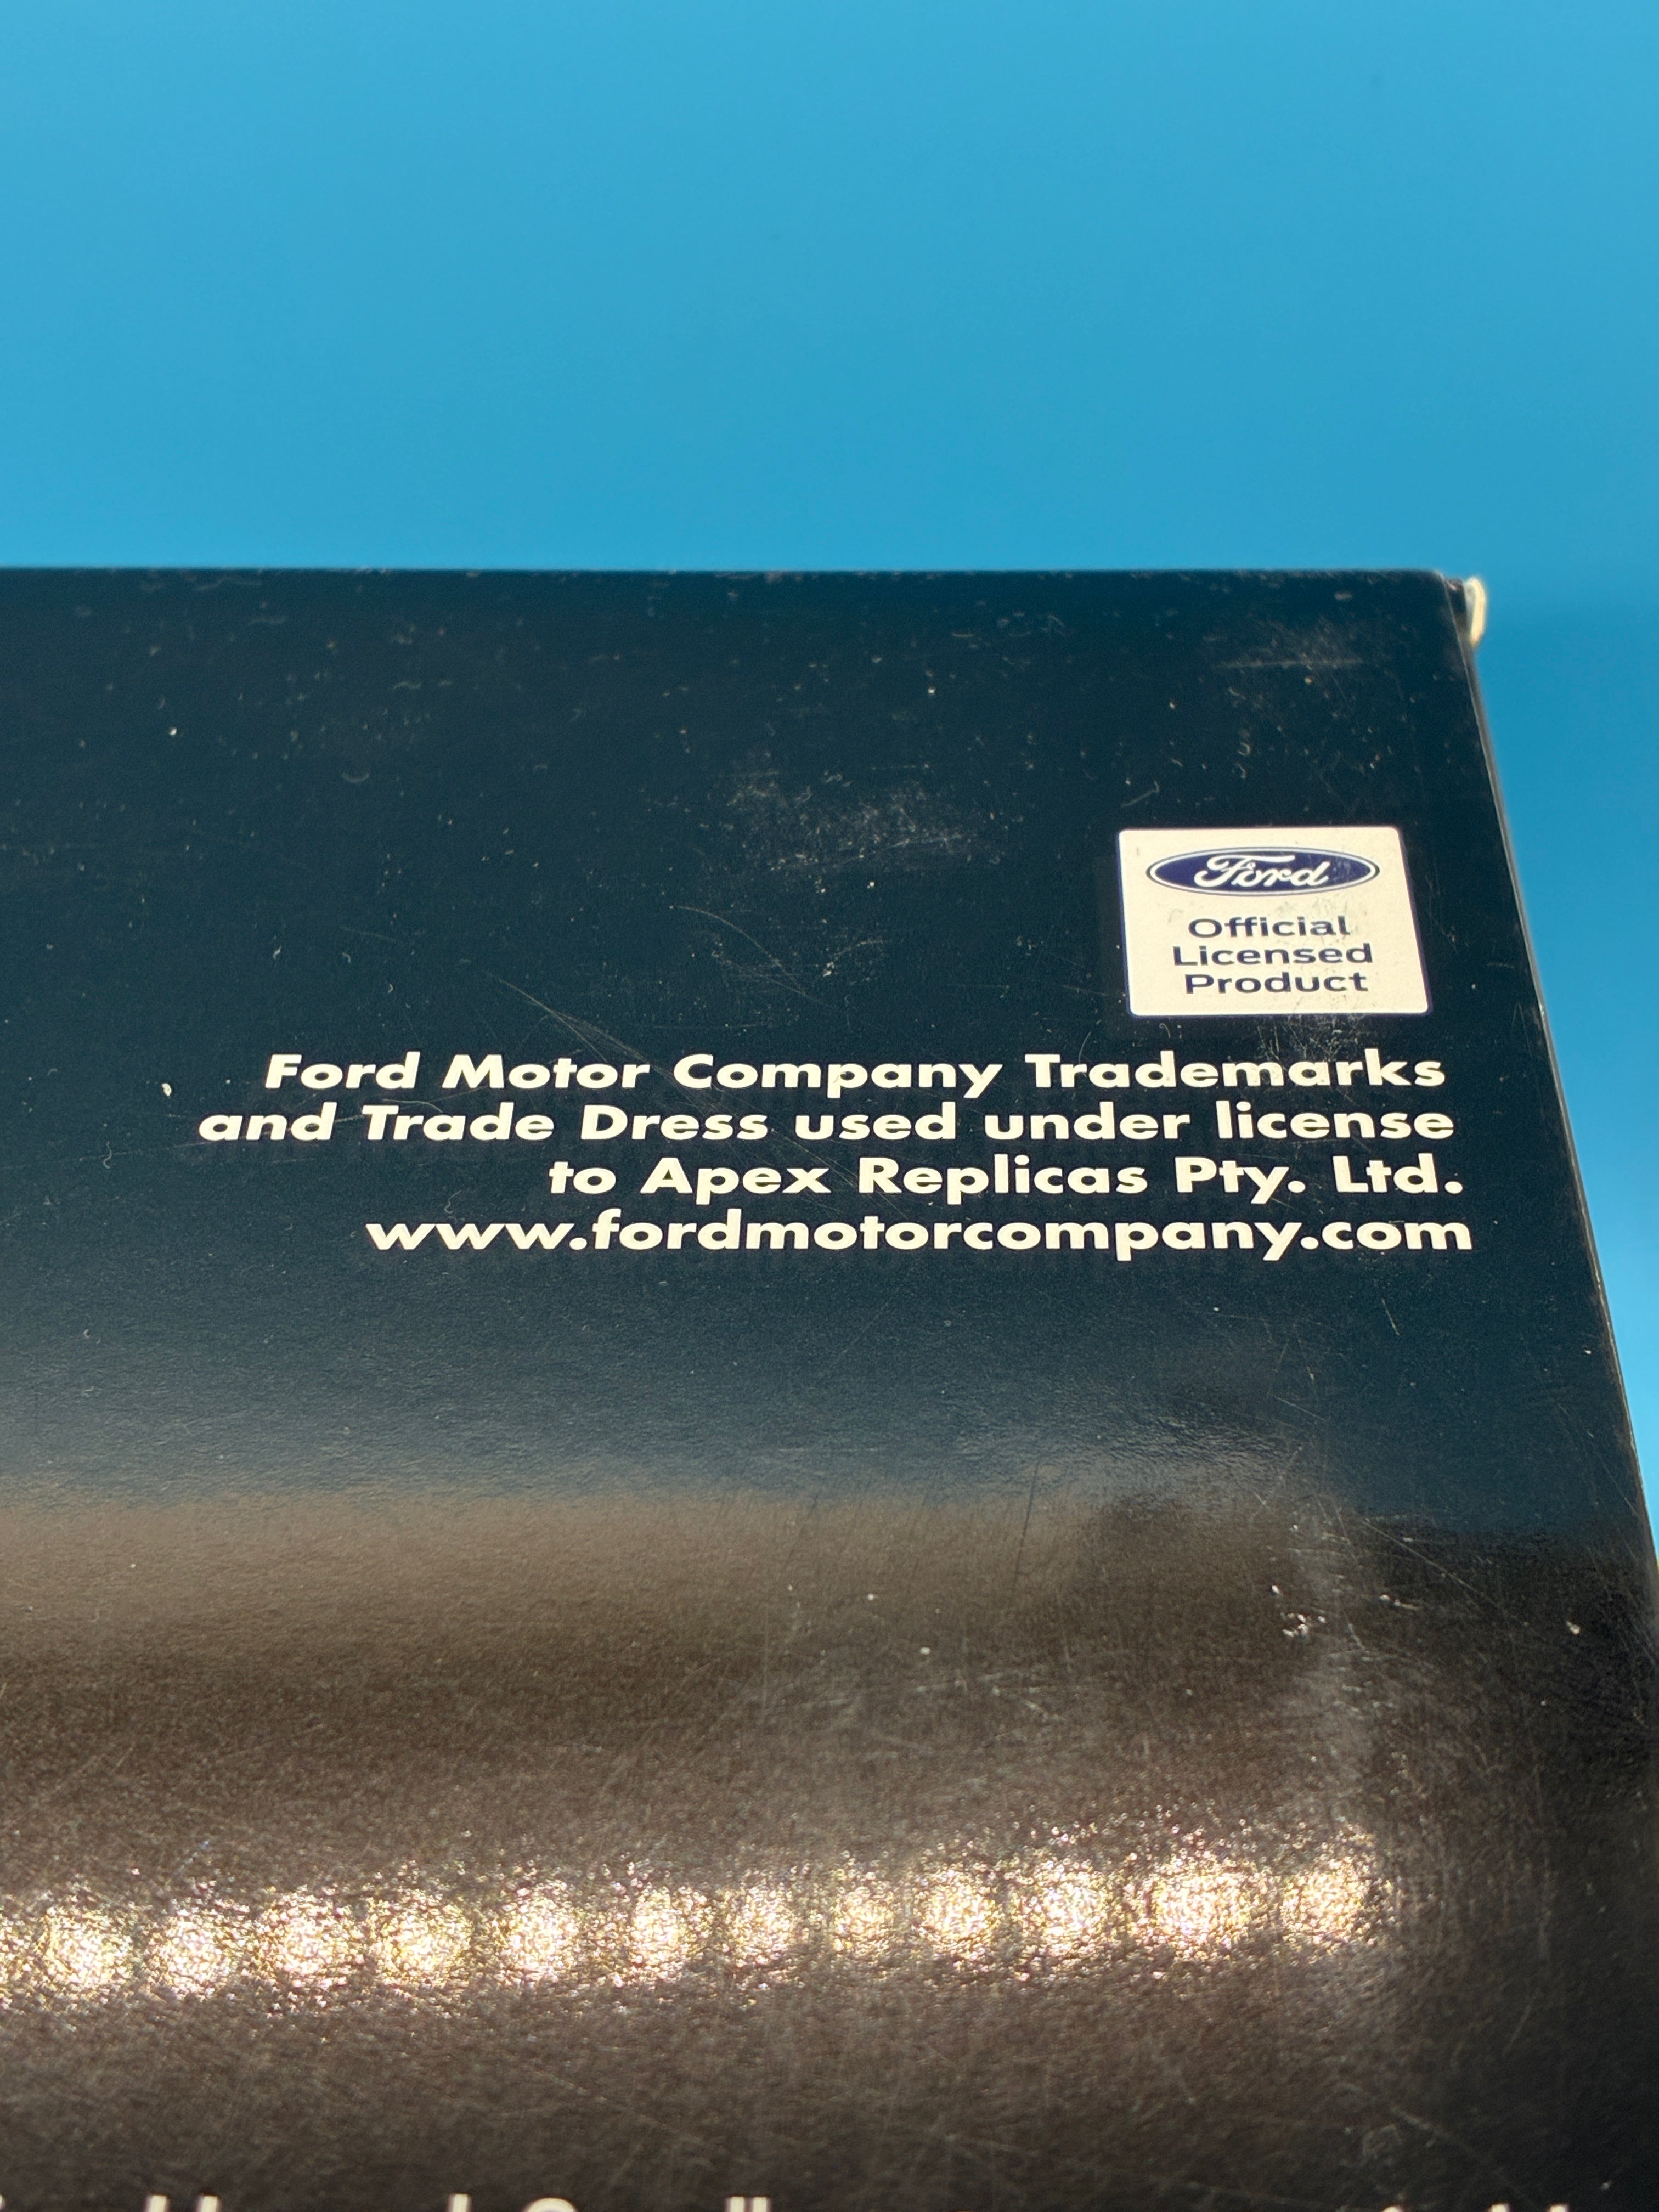 Ford
Official
Licensed
Product
Ford Motor Company Trademarks
and Trade Dress used under license
to Apex Replicas Pty. Ltd.
www.fordmotorcompany.com